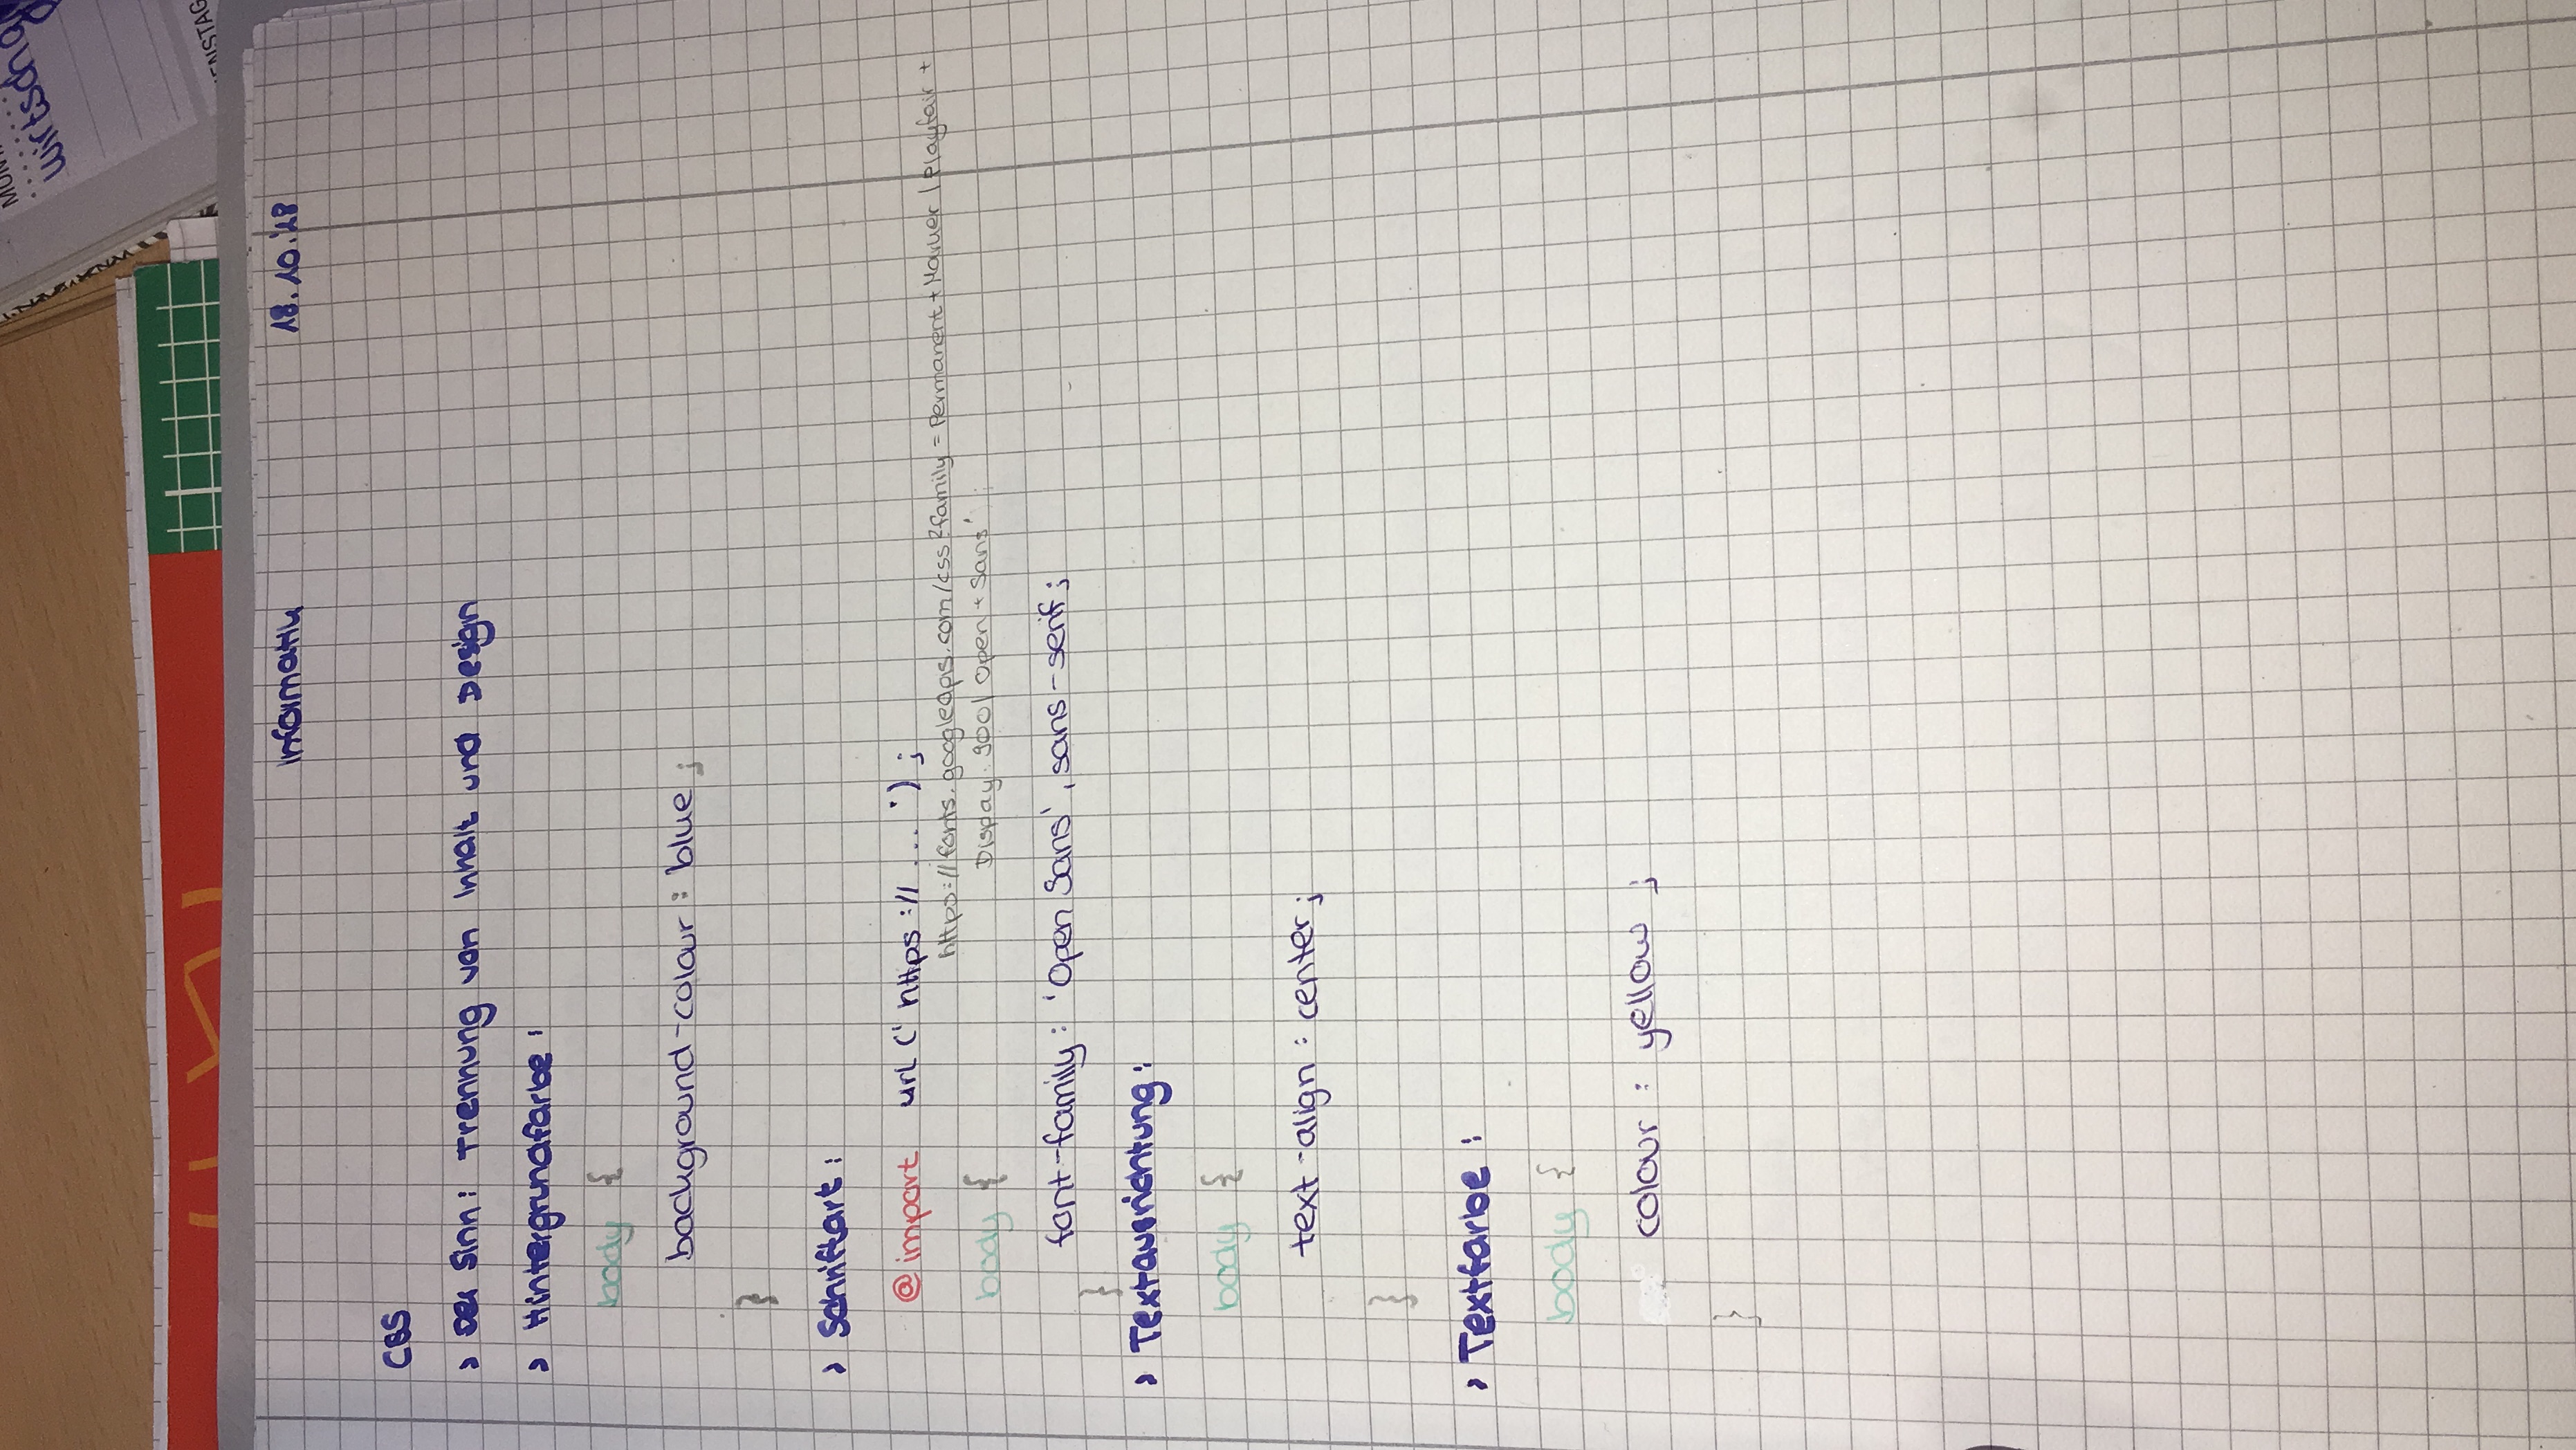 MON
wirtschaf
ENSTAG
Informatik 18.10.'18
CSS
> Der Sinn: Trennung von Inhalt und Design
> Hintergrundfarbe:
body {
background-colour: blue;
}
> Schriftart:
@import url ('https://... ');
https://fonts.googleapis.com/css?family=Permanent+Marker|Playfair+
Display:900|Open+Sans';
body {
font-family: 'Open Sans', sans-serif;
}
> Textausrichtung:
body {
text-align: center;
}
> Textfarbe:
body {
colour: yellow;
}